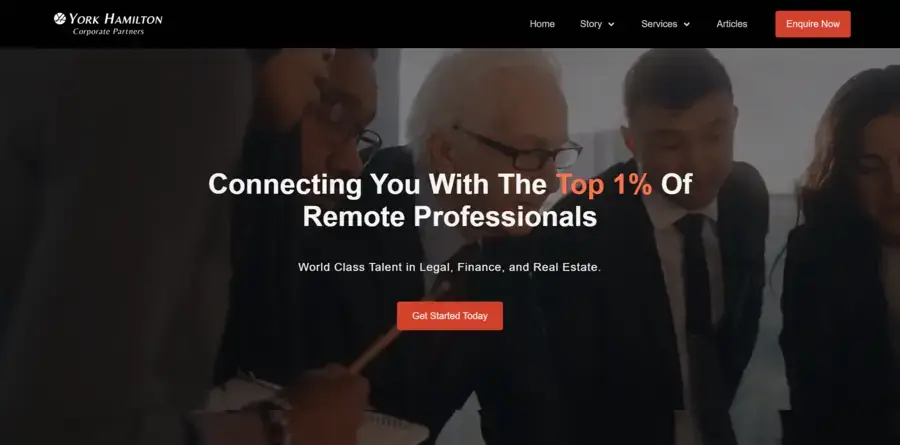 YORK HAMILTON
Corporate Partners
Home
Story
Services
Articles
Enquire Now
Connecting You With The Top 1% Of
Remote Professionals
World Class Talent in Legal, Finance, and Real Estate.
Get Started Today